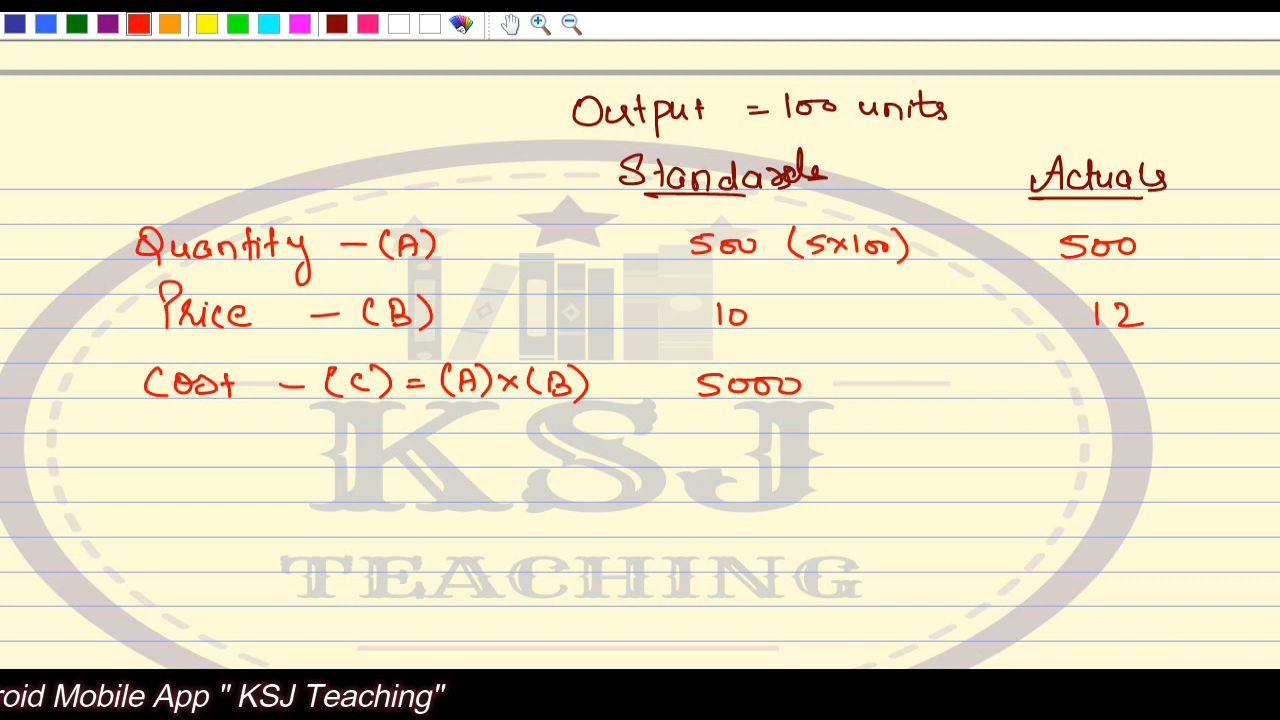 Output = 100 units
Standards Actuals
Quantity - (A) 500 (5x100) 500
Price - (B) 10 12
Cost - (C) = (A)x(B) 5000
KSJ
TEACHING
roid Mobile App " KSJ Teaching"